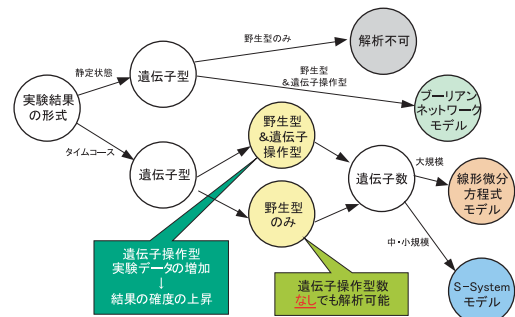 野生型のみ
解析不可
静定状態
遺伝子型
野生型
&遺伝子操作型
ブーリアン
ネットワーク
モデル
実験結果
の形式
タイムコース
遺伝子型
野生型
&遺伝子
操作型
野生型
のみ
遺伝子数
大規模
線形微分
方程式
モデル
中・小規模
S-System
モデル
遺伝子操作型
実験データの増加
↓
結果の確度の上昇
遺伝子操作型数
なしでも解析可能